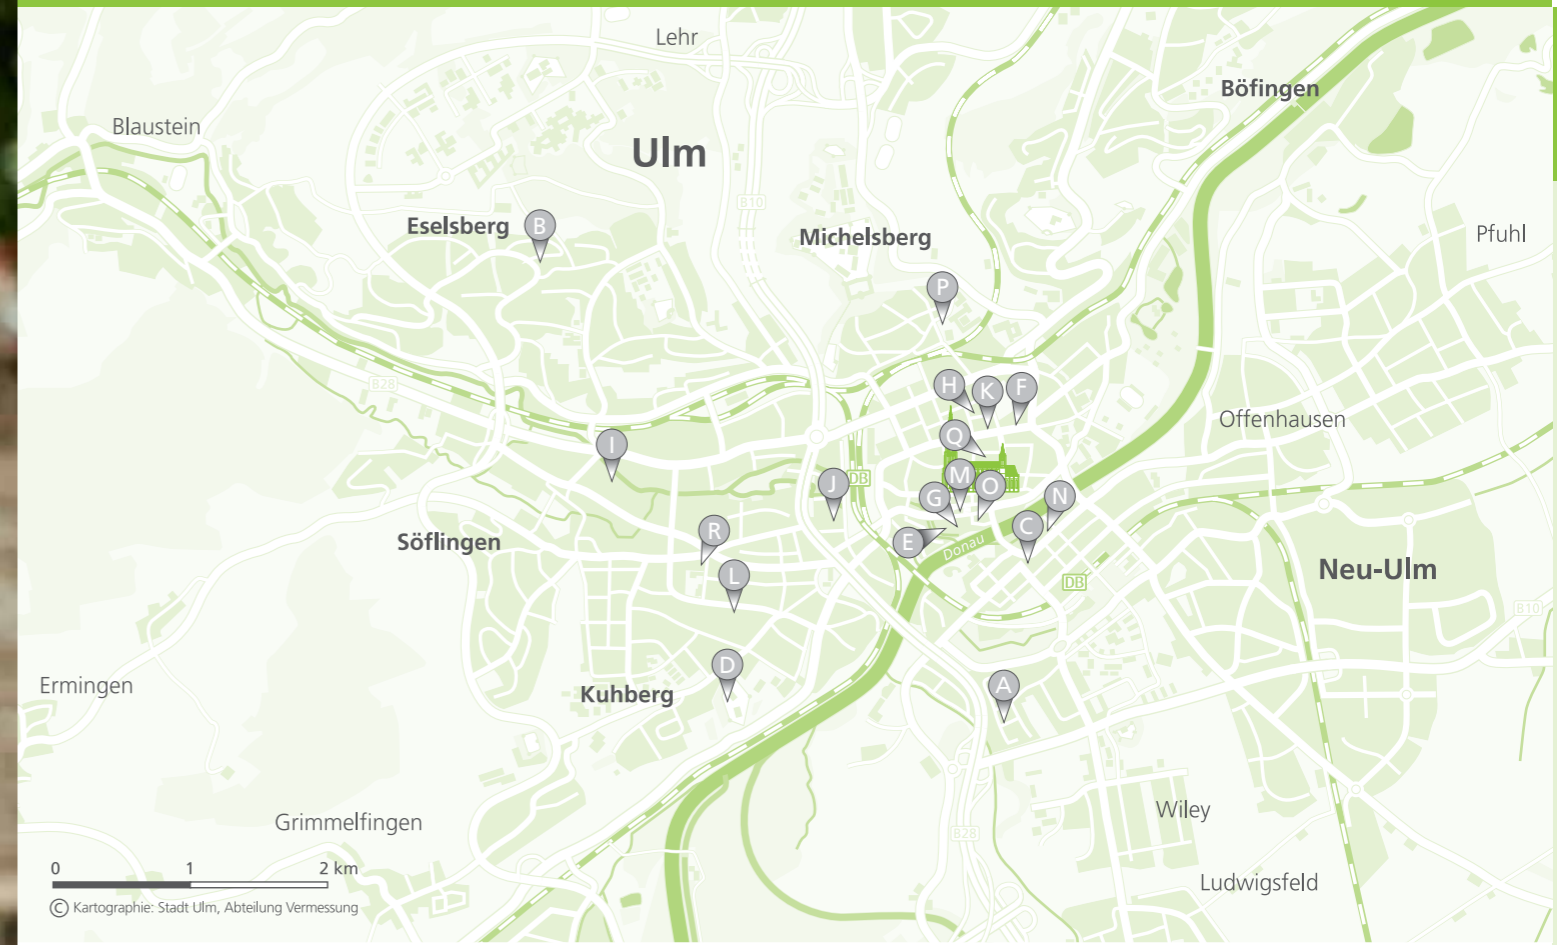 Lehr
Böfingen
Blaustein
Ulm
B10
Eselsberg
B
Michelsberg
Pfuhl
P
B28
H
K
F
Offenhausen
Q
I
M
DB
J
O
G
N
R
C
Söflingen
E
Donau
L
DB
Neu-Ulm
B10
D
Ermingen
A
Kuhberg
Wiley
Grimmelfingen
B28
0 1 2 km
Ludwigsfeld
© Kartographie: Stadt Ulm, Abteilung Vermessung